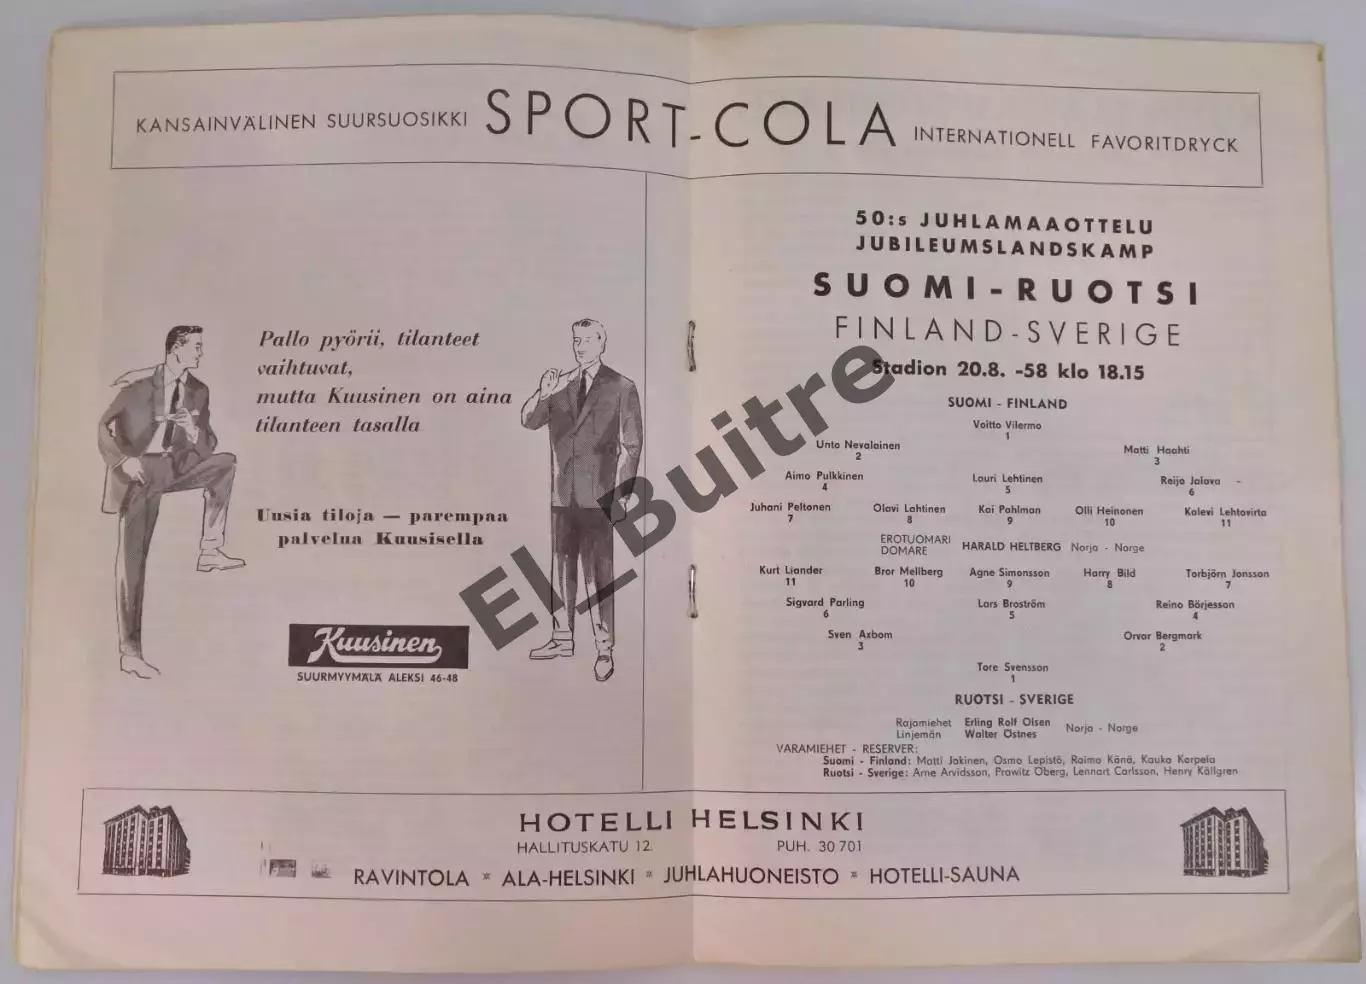 KANSAINVÄLINEN SUURSUOSIKKI SPORT-COLA INTERNATIONELL FAVORITDRYCK
Pallo pyörii, tilanteet
vaihtuvat,
mutta Kuusinen on aina
tilanteen tasalla
Uusia tiloja — parempaa
palvelua Kuusisella
Kuusinen
SUURMYYMÄLÄ ALEKSI 46-48
50:s JUHLAMAAOTTELU
JUBILEUMSLANDSKAMP
SUOMI-RUOTSI
FINLAND-SVERIGE
Stadion 20.8. -58 klo 18.15
SUOMI - FINLAND
Voitto Vilermo
1
Unto Nevalainen Matti Haahti
2 3
Aimo Pulkkinen Lauri Lehtinen Reijo Jalava -
4 5 6
Juhani Peltonen Olavi Lahtinen Kai Pahlman Olli Heinonen Kalevi Lehtovirta
7 8 9 10 11
EROTUOMARI
DOMARE HARALD HELTBERG Norja - Norge
Kurt Liander Bror Mellberg Agne Simonsson Harry Bild Torbjörn Jonsson
11 10 9 8 7
Sigvard Parling Lars Broström Reino Börjesson
6 5 4
Sven Axbom Orvar Bergmark
3 2
Tore Svensson
1
RUOTSI - SVERIGE
Rajamiehet Erling Rolf Olsen
Linjemän Walter Östnes Norja - Norge
VARAMIEHET - RESERVER:
Suomi - Finland: Matti Jokinen, Osmo Lepistö, Raimo Känä, Kauko Karpela
Ruotsi - Sverige: Arne Arvidsson, Prawitz Öberg, Lennart Carlsson, Henry Källgren
HOTELLI HELSINKI
HALLITUSKATU 12. PUH. 30 701
RAVINTOLA * ALA-HELSINKI * JUHLAHUONEISTO * HOTELLI-SAUNA
El_Buitre